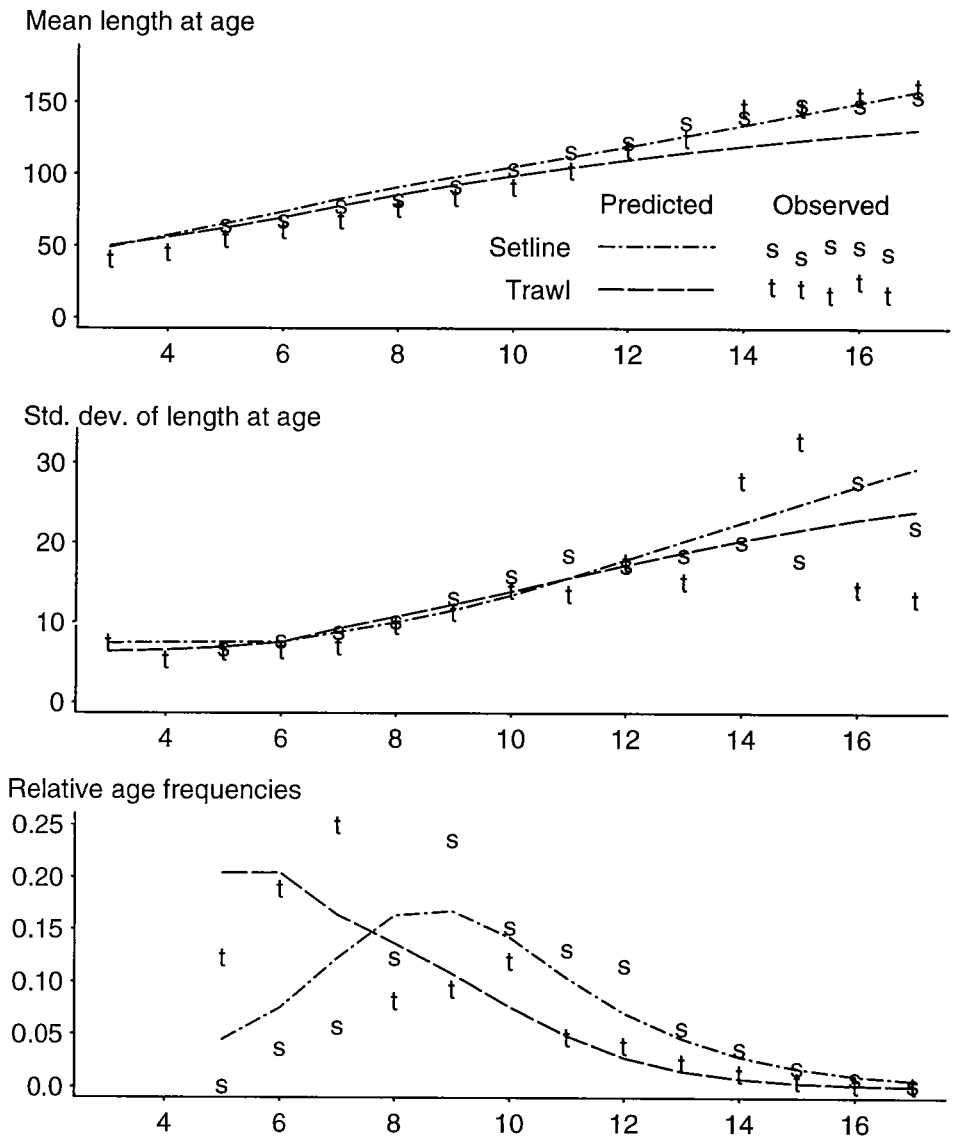 Mean length at age
150
100
50
0
Predicted Observed
Setline s s s s s
Trawl t t t t t
4 6 8 10 12 14 16
Std. dev. of length at age
30
20
10
0
4 6 8 10 12 14 16
Relative age frequencies
0.25
0.20
0.15
0.10
0.05
0.0
4 6 8 10 12 14 16